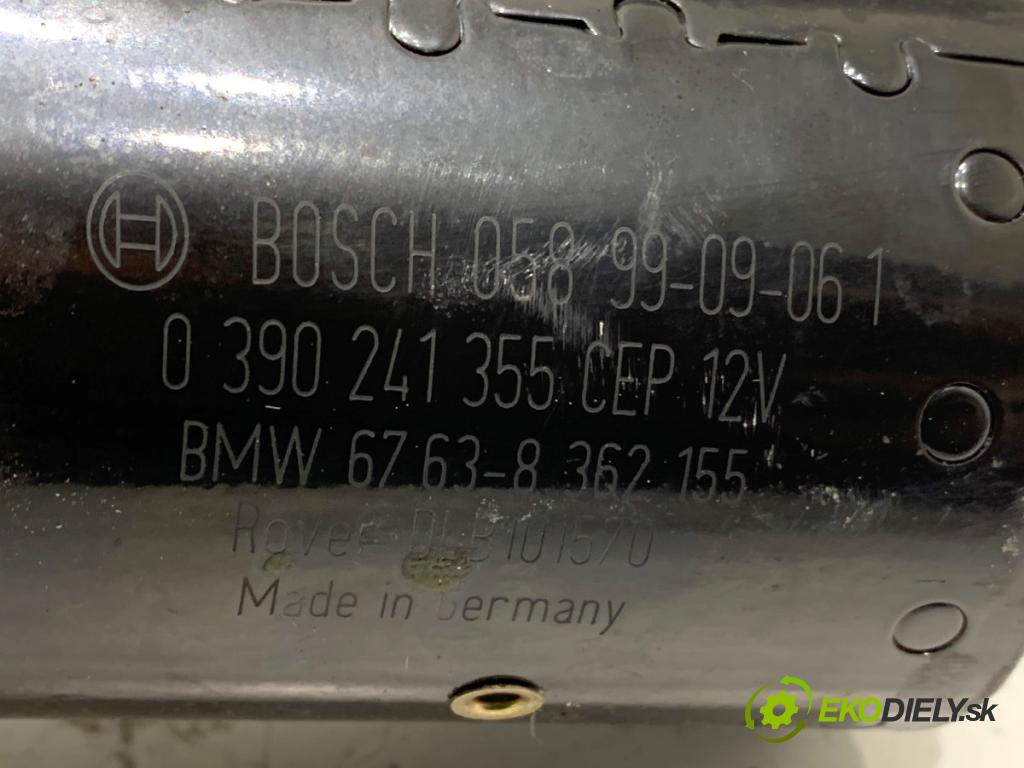 BOSCH 058 99-09-06 1
0 390 241 355 CEP 12V
BMW 67 63-8 362 155
Rover DLB101570
Made in Germany
EKODIELY.sk